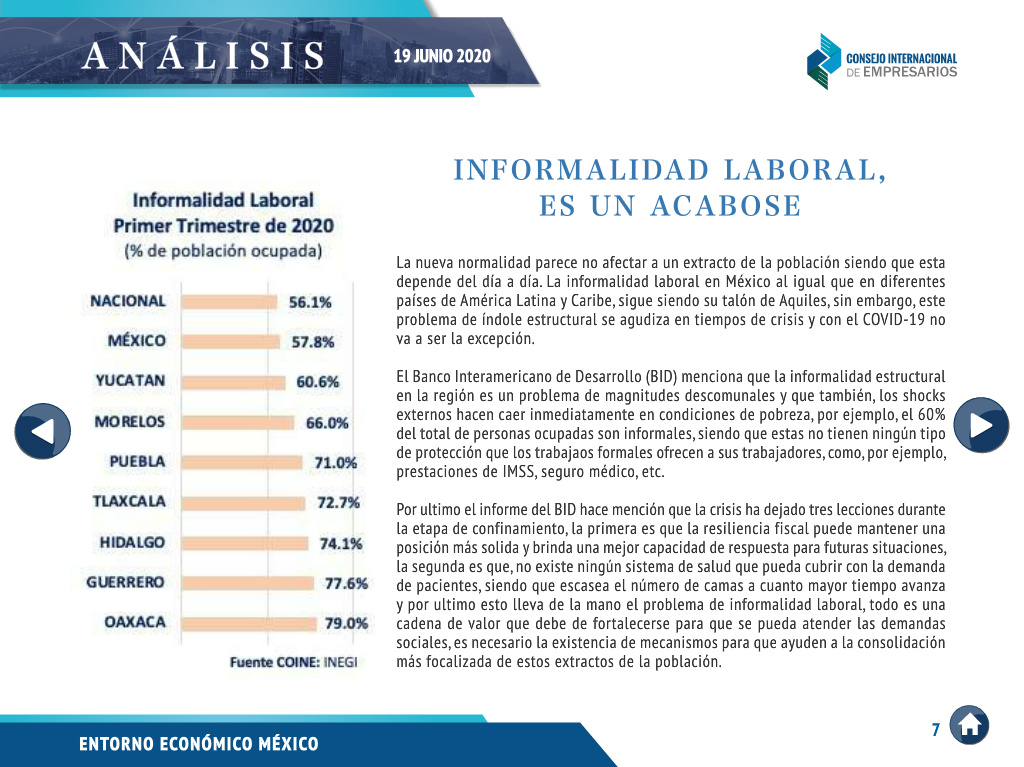 ANÁLISIS
19 JUNIO 2020
CONSEJO INTERNACIONAL
DE EMPRESARIOS
INFORMALIDAD LABORAL,
ES UN ACABOSE
Informalidad Laboral
Primer Trimestre de 2020
(% de población ocupada)
NACIONAL 56.1%
MÉXICO 57.8%
YUCATAN 60.6%
MORELOS 66.0%
PUEBLA 71.0%
TLAXCALA 72.7%
HIDALGO 74.1%
GUERRERO 77.6%
OAXACA 79.0%
Fuente COINE: INEGI
La nueva normalidad parece no afectar a un extracto de la población siendo que esta
depende del día a día. La informalidad laboral en México al igual que en diferentes
países de América Latina y Caribe, sigue siendo su talón de Aquiles, sin embargo, este
problema de índole estructural se agudiza en tiempos de crisis y con el COVID-19 no
va a ser la excepción.
El Banco Interamericano de Desarrollo (BID) menciona que la informalidad estructural
en la región es un problema de magnitudes descomunales y que también, los shocks
externos hacen caer inmediatamente en condiciones de pobreza, por ejemplo, el 60%
del total de personas ocupadas son informales, siendo que estas no tienen ningún tipo
de protección que los trabajaos formales ofrecen a sus trabajadores, como, por ejemplo,
prestaciones de IMSS, seguro médico, etc.
Por ultimo el informe del BID hace mención que la crisis ha dejado tres lecciones durante
la etapa de confinamiento, la primera es que la resiliencia fiscal puede mantener una
posición más solida y brinda una mejor capacidad de respuesta para futuras situaciones,
la segunda es que, no existe ningún sistema de salud que pueda cubrir con la demanda
de pacientes, siendo que escasea el número de camas a cuanto mayor tiempo avanza
y por ultimo esto lleva de la mano el problema de informalidad laboral, todo es una
cadena de valor que debe de fortalecerse para que se pueda atender las demandas
sociales, es necesario la existencia de mecanismos para que ayuden a la consolidación
más focalizada de estos extractos de la población.
7
ENTORNO ECONÓMICO MÉXICO